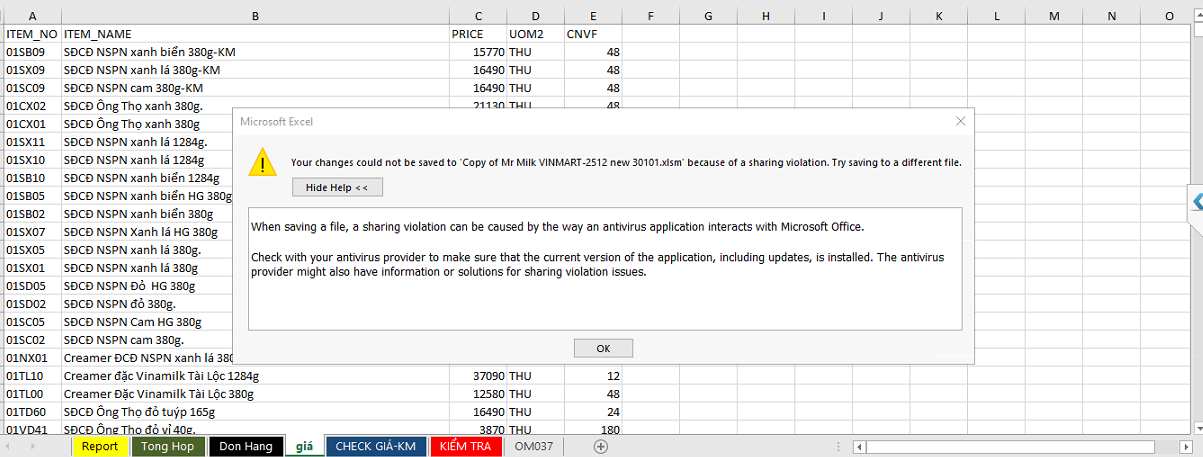 A B C D E F G H I J K L M N O
ITEM_NO ITEM_NAME PRICE UOM2 CNVF
01SB09 SĐCĐ NSPN xanh biển 380g-KM 15770 THU 48
01SX09 SĐCĐ NSPN xanh lá 380g-KM 16490 THU 48
01SC09 SĐCĐ NSPN cam 380g-KM 16490 THU 48
01CX02 SĐCĐ Ông Thọ xanh 380g. 21130 THU 48
01CX01 SĐCĐ Ông Thọ xanh 380g
01SX11 SĐCĐ NSPN xanh lá 1284g.
01SX10 SĐCĐ NSPN xanh lá 1284g
01SB10 SĐCĐ NSPN xanh biển 1284g
01SB05 SĐCĐ NSPN xanh biển HG 380g
01SB02 SĐCĐ NSPN xanh biển 380g
01SX07 SĐCĐ NSPN Xanh lá HG 380g
01SX05 SĐCĐ NSPN xanh lá 380g.
01SX01 SĐCĐ NSPN xanh lá 380g
01SD05 SĐCĐ NSPN Đỏ HG 380g
01SD02 SĐCĐ NSPN đỏ 380g.
01SC05 SĐCĐ NSPN Cam HG 380g
01SC02 SĐCĐ NSPN cam 380g.
01NX01 Creamer ĐCĐ NSPN xanh lá 380
01TL10 Creamer đặc Vinamilk Tài Lộc 1284g 37090 THU 12
01TL00 Creamer Đặc Vinamilk Tài Lộc 380g 12580 THU 48
01TD60 SĐCĐ Ông Thọ đỏ tuýp 165g 16490 THU 24
01VD41 SĐCĐ Ông Thọ đỏ vỉ 40g. 3870 THU 180
Microsoft Excel
Your changes could not be saved to 'Copy of Mr Milk VINMART-2512 new 30101.xlsm' because of a sharing violation. Try saving to a different file.
Hide Help <<
When saving a file, a sharing violation can be caused by the way an antivirus application interacts with Microsoft Office.
Check with your antivirus provider to make sure that the current version of the application, including updates, is installed. The antivirus
provider might also have information or solutions for sharing violation issues.
OK
Report Tong Hop Don Hang giá CHECK GIÁ-KM KIỂM TRA OM037